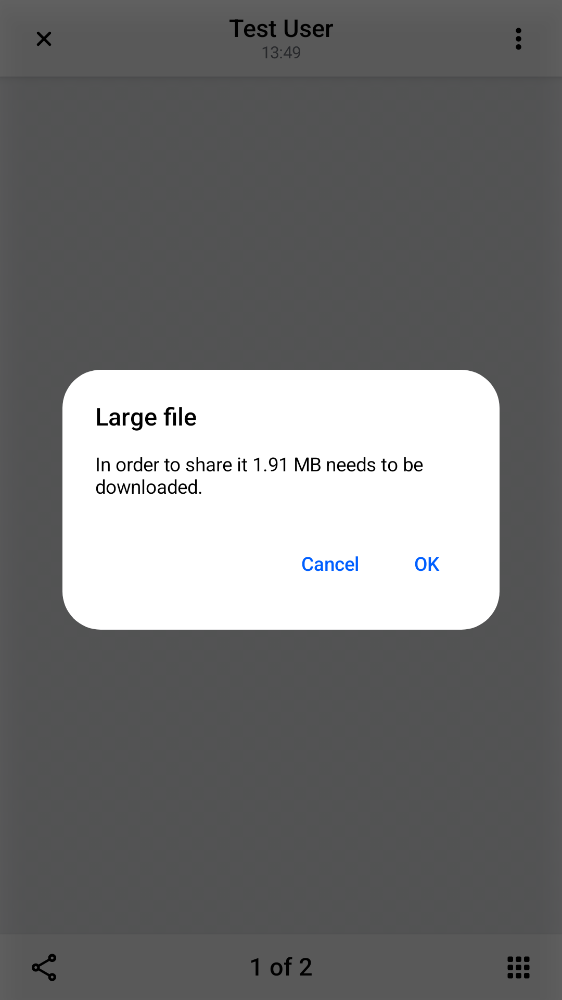 Test User
13:49
Large file
In order to share it 1.91 MB needs to be
downloaded.
Cancel OK
1 of 2